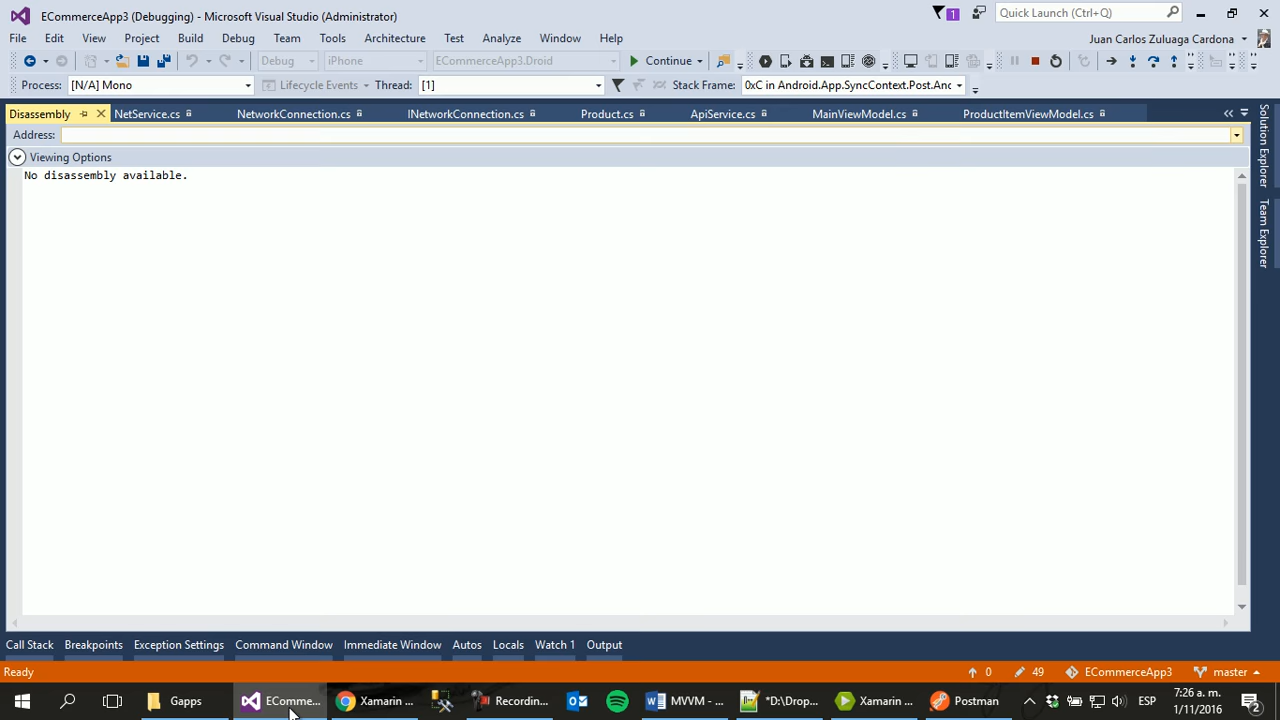 ECommerceApp3 (Debugging) - Microsoft Visual Studio (Administrator)
1
Quick Launch (Ctrl+Q)
File Edit View Project Build Debug Team Tools Architecture Test Analyze Window Help
Juan Carlos Zuluaga Cardona
Debug iPhone ECommerceApp3.Droid Continue
Process: [N/A] Mono Lifecycle Events Thread: [1] Stack Frame: 0xC in Android.App.SyncContext.Post.Anc
Disassembly NetService.cs NetworkConnection.cs INetworkConnection.cs Product.cs ApiService.cs MainViewModel.cs ProductItemViewModel.cs
Address:
Viewing Options
No disassembly available.
Solution Explorer
Team Explorer
Call Stack Breakpoints Exception Settings Command Window Immediate Window Autos Locals Watch 1 Output
Ready 0 49 ECommerceApp3 master
Gapps EComme... Xamarin ... Recordin... MVVM - ... *D:\Drop... Xamarin ... Postman ESP 7:26 a. m.
1/11/2016 2